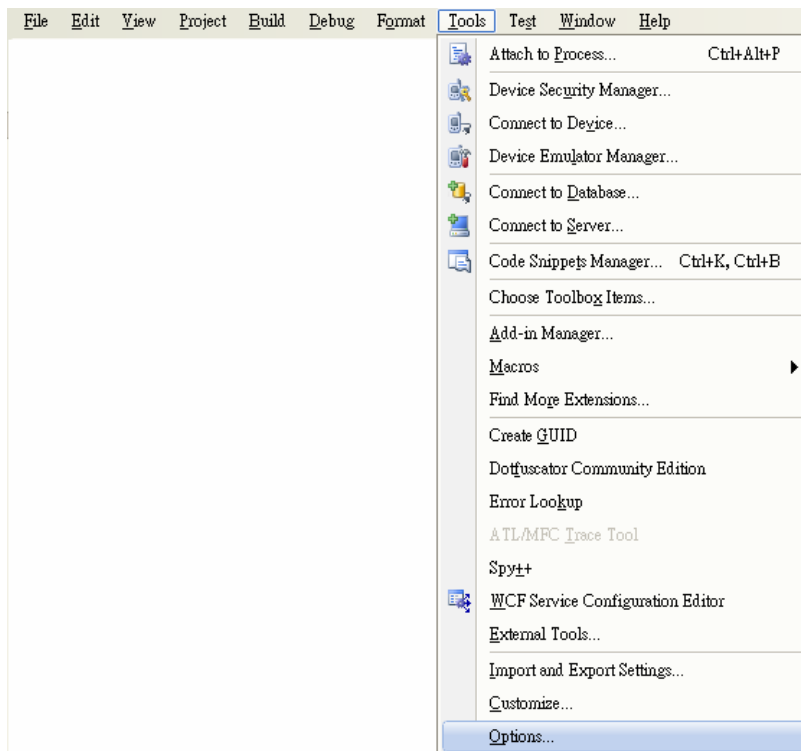 File Edit View Project Build Debug Format Tools Test Window Help
Attach to Process... Ctrl+Alt+P
Device Security Manager...
Connect to Device...
Device Emulator Manager...
Connect to Database...
Connect to Server...
Code Snippets Manager... Ctrl+K, Ctrl+B
Choose Toolbox Items...
Add-in Manager...
Macros
Find More Extensions...
Create GUID
Dotfuscator Community Edition
Error Lookup
ATL/MFC Trace Tool
Spy++
WCF Service Configuration Editor
External Tools...
Import and Export Settings...
Customize...
Options...